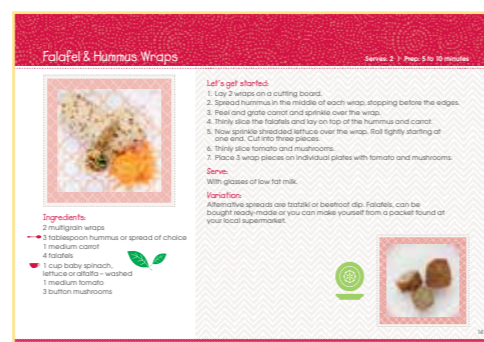 Falafel & Hummus Wraps
Serves: 2 | Prep: 5 to 10 minutes
Let's get started:
1. Lay 2 wraps on a cutting board.
2. Spread hummus in the middle of each wrap, stopping before the edges.
3. Peel and grate carrot and sprinkle over the wrap.
4. Thinly slice the falafels and lay on top of the hummus and carrot.
5. Now sprinkle shredded lettuce over the wrap. Roll tightly starting at
one end. Cut into three pieces.
6. Thinly slice tomato and mushrooms.
7. Place 3 wrap pieces on individual plates with tomato and mushrooms.
Serve:
With glasses of low fat milk.
Variation:
Alternative spreads are tzatziki or beetroot dip. Falafels, can be
bought ready-made or you can make yourself from a packet found at
your local supermarket.
Ingredients:
2 multigrain wraps
3 tablespoon hummus or spread of choice
1 medium carrot
4 falafels
1 cup baby spinach,
lettuce or alfalfa - washed
1 medium tomato
3 button mushrooms